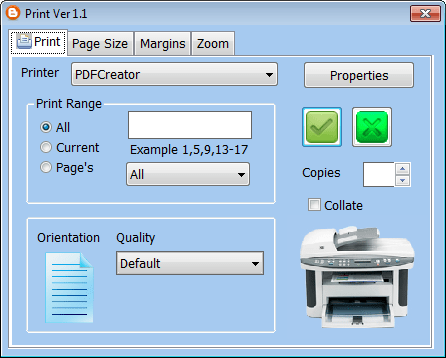 Print Ver 1.1
Print Page Size Margins Zoom
Printer PDFCreator Properties
Print Range
All
Current Example 1,5,9,13-17
Page's All
Copies
Collate
Orientation Quality
Default